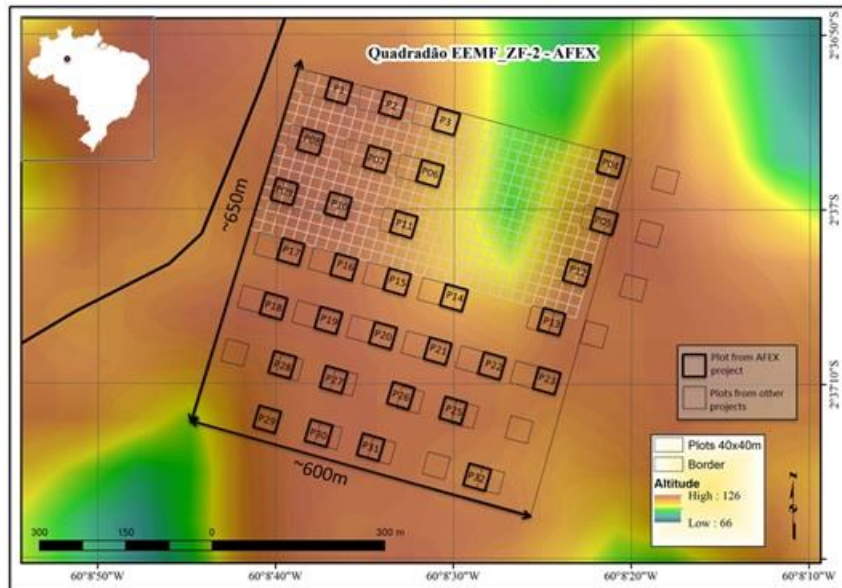 Quadradão EEMF_ZF-2 - AFEX
2°36'50"S
P1
P2
P3
P08
P07
P06
P04
P09
P10
P11
P05
2°37'S
~650m
P17
P16
P15
P14
P12
P13
P18
P19
P20
P21
P22
P23
P28
P27
P26
P25
P29
P30
P31
P32
~600m
Plot from AFEX
project
Plots from other
projects
2°37'10"S
Plots 40x40m
Border
Altitude
High : 126
Low : 66
N
300 150 0 300 m
60°8'50"W 60°8'40"W 60°8'30"W 60°8'20"W 60°8'10"W